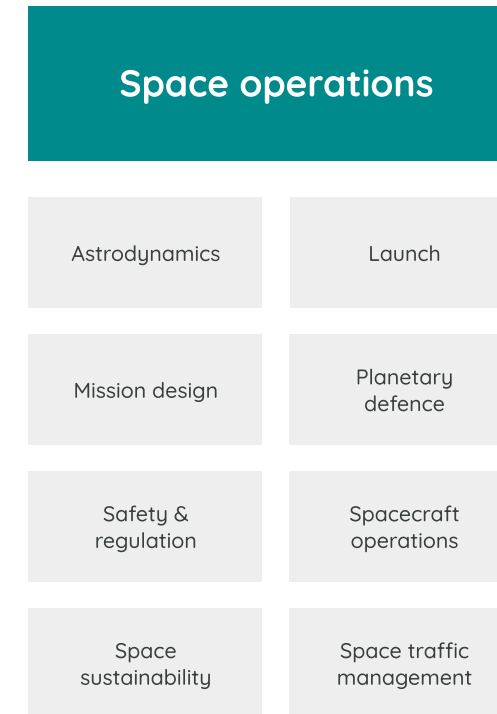 Space operations
Astrodynamics
Launch
Mission design
Planetary
defence
Safety &
regulation
Spacecraft
operations
Space
sustainability
Space traffic
management